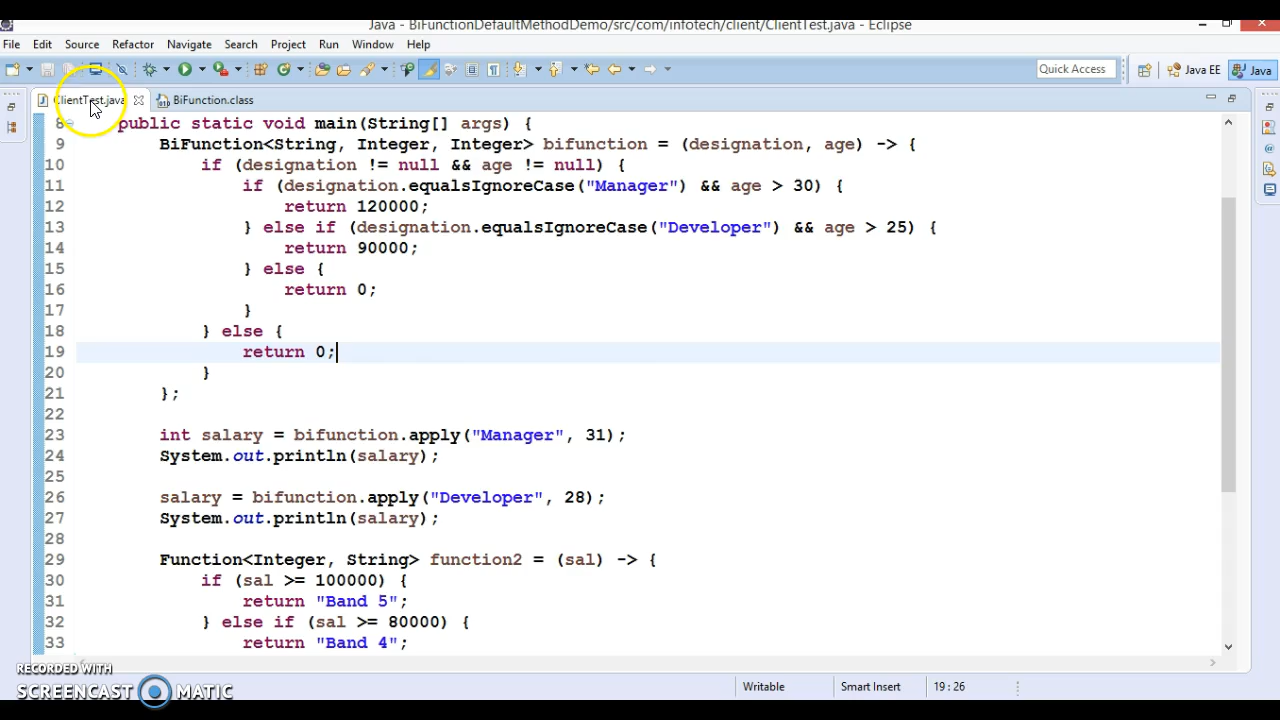 Java - BiFunctionDefaultMethodDemo/src/com/infotech/client/ClientTest.java - Eclipse
File Edit Source Refactor Navigate Search Project Run Window Help
Quick Access Java EE Java
ClientTest.java BiFunction.class
8 public static void main(String[] args) {
9 BiFunction<String, Integer, Integer> bifunction = (designation, age) -> {
10 if (designation != null && age != null) {
11 if (designation.equalsIgnoreCase("Manager") && age > 30) {
12 return 120000;
13 } else if (designation.equalsIgnoreCase("Developer") && age > 25) {
14 return 90000;
15 } else {
16 return 0;
17 }
18 } else {
19 return 0;
20 }
21 };
22
23 int salary = bifunction.apply("Manager", 31);
24 System.out.println(salary);
25
26 salary = bifunction.apply("Developer", 28);
27 System.out.println(salary);
28
29 Function<Integer, String> function2 = (sal) -> {
30 if (sal >= 100000) {
31 return "Band 5";
32 } else if (sal >= 80000) {
33 return "Band 4";
RECORDED WITH
SCREENCAST MATIC
Writable Smart Insert 19 : 26